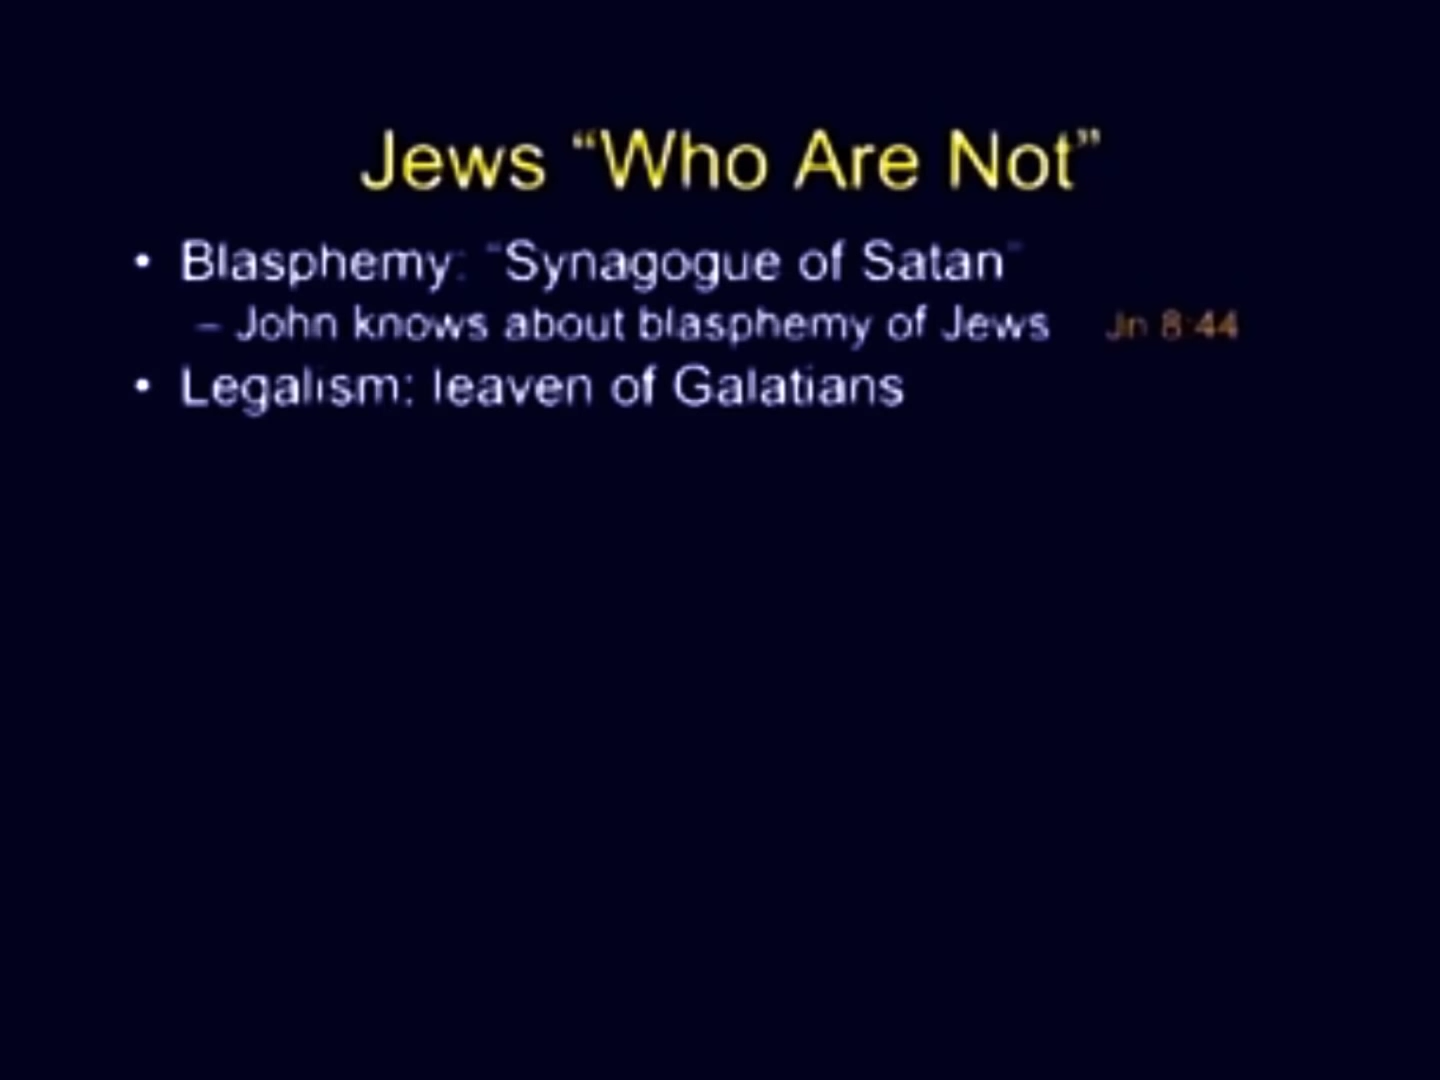 Jews “Who Are Not”
• Blasphemy: “Synagogue of Satan”
– John knows about blasphemy of Jews Jn 8:44
• Legalism: leaven of Galatians